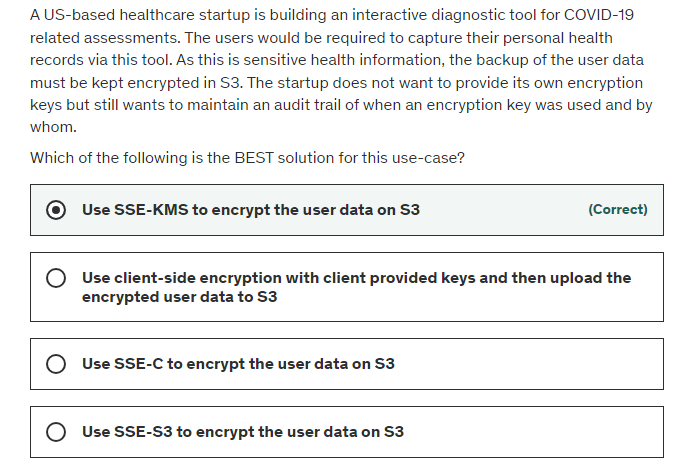 A US-based healthcare startup is building an interactive diagnostic tool for COVID-19
related assessments. The users would be required to capture their personal health
records via this tool. As this is sensitive health information, the backup of the user data
must be kept encrypted in S3. The startup does not want to provide its own encryption
keys but still wants to maintain an audit trail of when an encryption key was used and by
whom.
Which of the following is the BEST solution for this use-case?
Use SSE-KMS to encrypt the user data on S3 (Correct)
Use client-side encryption with client provided keys and then upload the
encrypted user data to S3
Use SSE-C to encrypt the user data on S3
Use SSE-S3 to encrypt the user data on S3